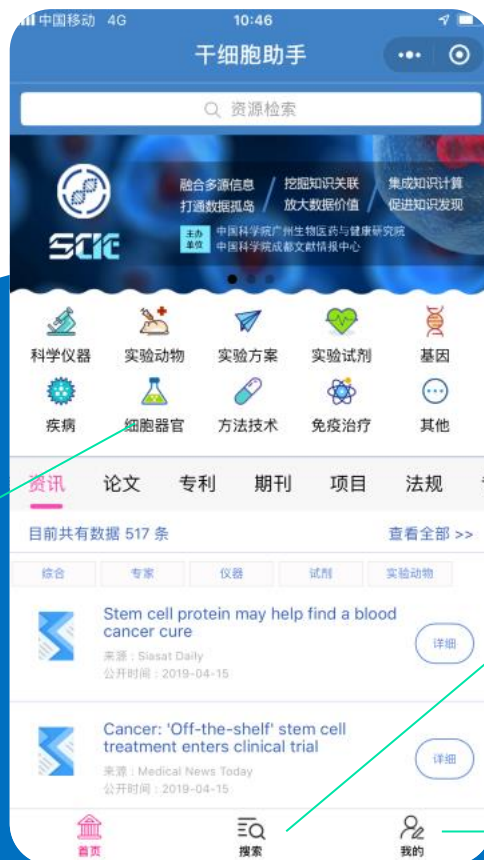 中国移动 4G 10:46
干细胞助手
资源检索
融合多源信息 / 挖掘知识关联 / 集成知识计算
打通数据孤岛 / 放大数据价值 / 促进知识发现
SCIE
主办单位 中国科学院广州生物医药与健康研究院
中国科学院成都文献情报中心
科学仪器 实验动物 实验方案 实验试剂 基因
疾病 细胞器官 方法技术 免疫治疗 其他
资讯 论文 专利 期刊 项目 法规
目前共有数据 517 条 查看全部 >>
综合 专家 仪器 试剂 实验动物
Stem cell protein may help find a blood
cancer cure
来源：Siasat Daily
公开时间：2019-04-15
详细
Cancer: 'Off-the-shelf' stem cell
treatment enters clinical trial
来源：Medical News Today
公开时间：2019-04-15
详细
首页 搜索 我的